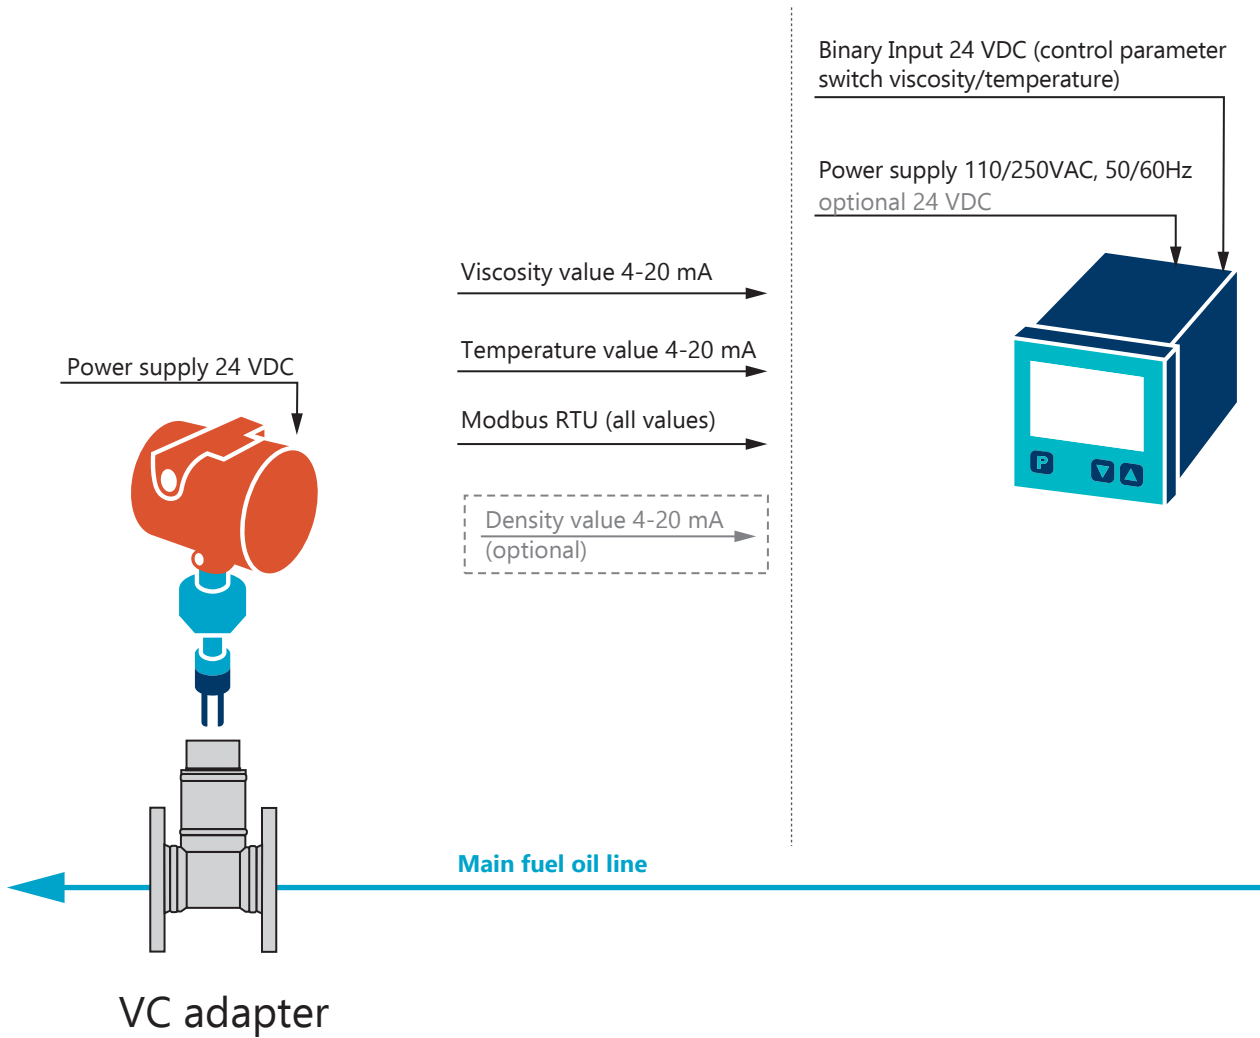 Binary Input 24 VDC (control parameter
switch viscosity/temperature)
Power supply 110/250VAC, 50/60Hz
optional 24 VDC
Viscosity value 4-20 mA
Temperature value 4-20 mA
Power supply 24 VDC
Modbus RTU (all values)
P
Density value 4-20 mA
(optional)
Main fuel oil line
VC adapter